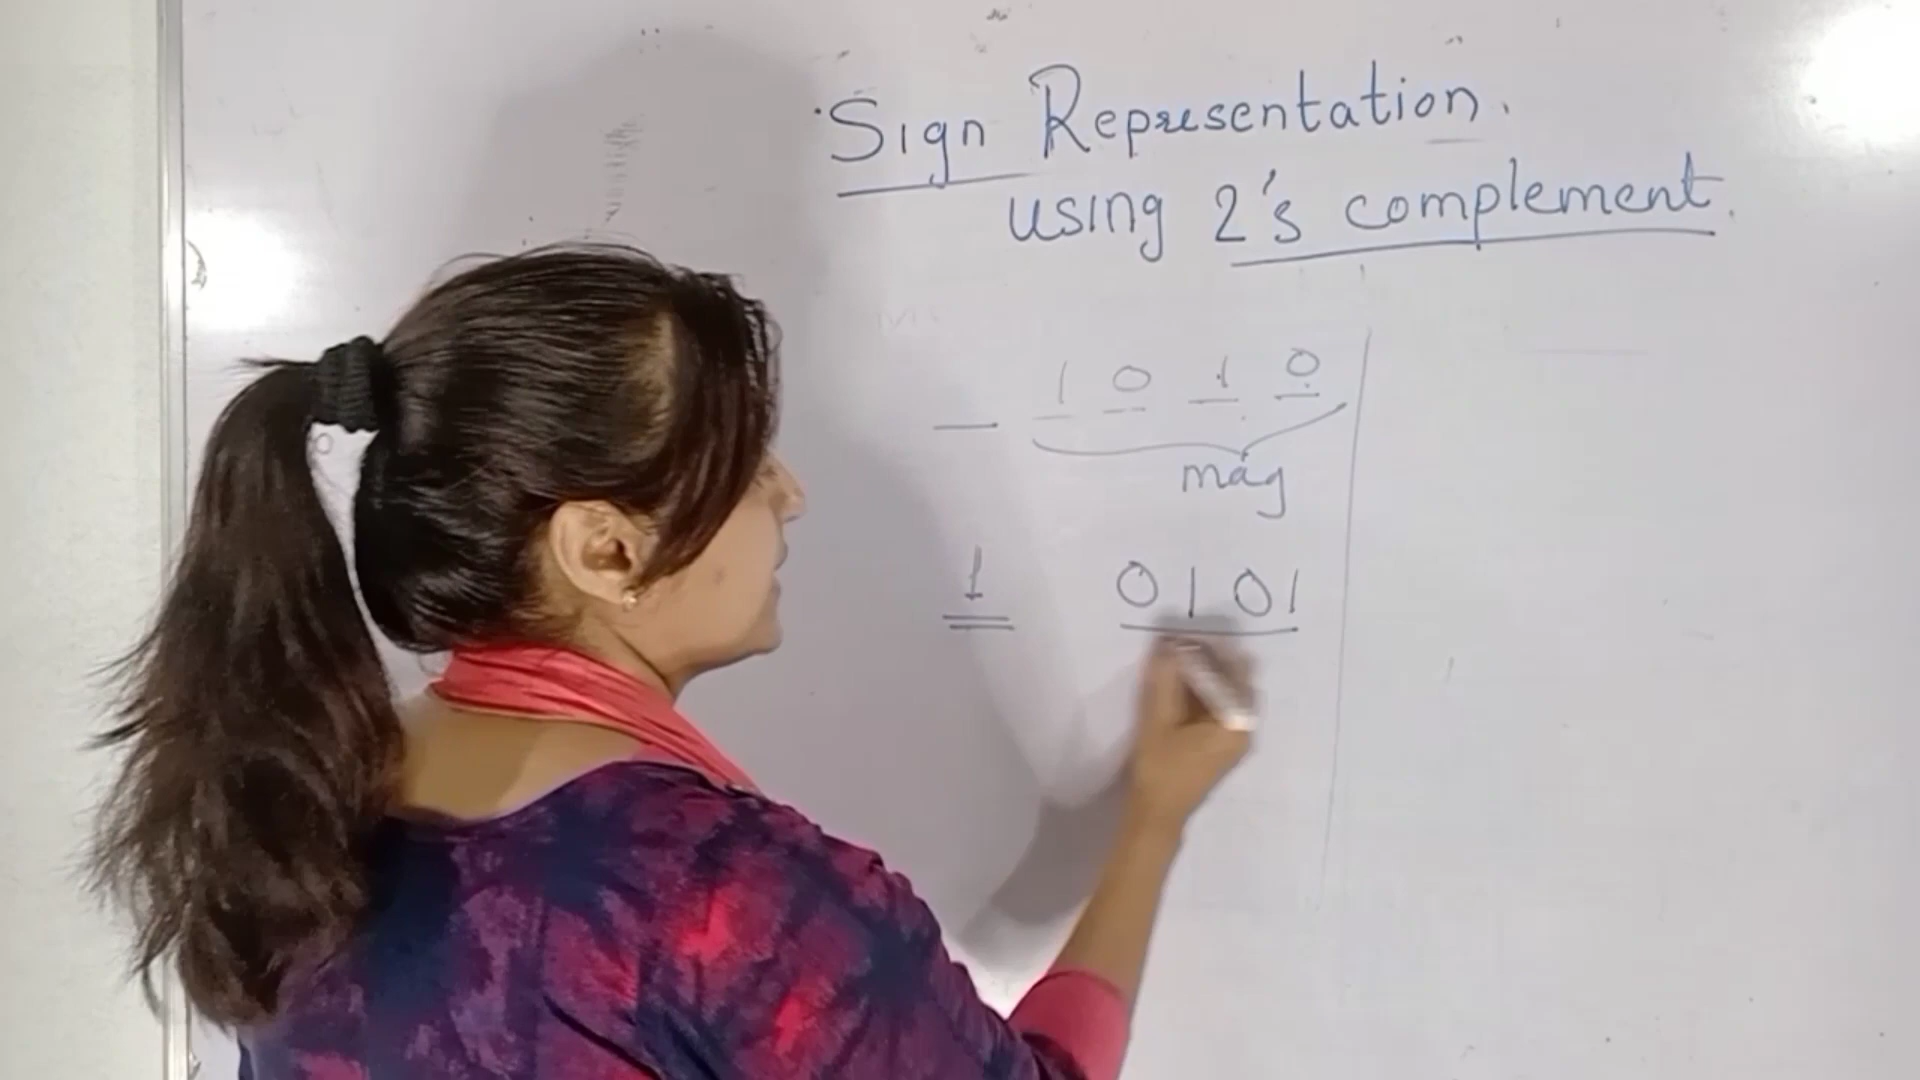 Sign Representation.
using 2's complement.
— 1 0 1 0
mag
1 0101